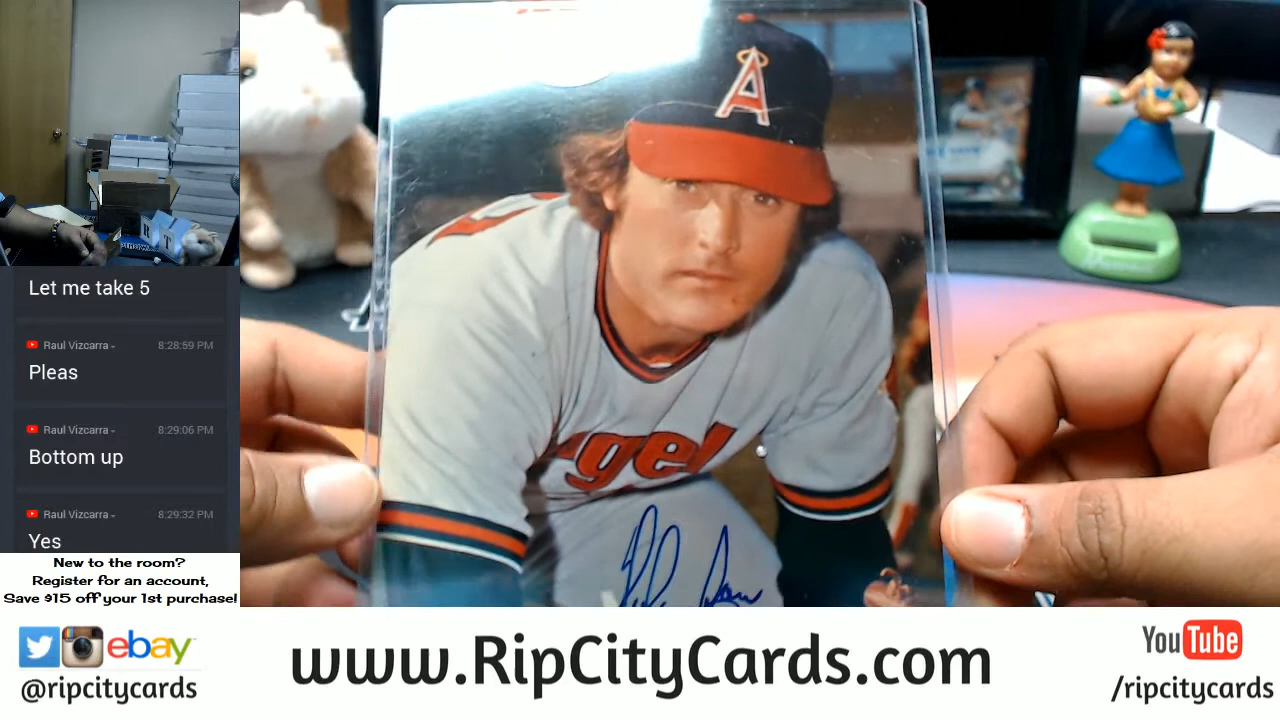 Let me take 5
Raul Vizcarra
8:28:59 PM
Pleas
Raul Vizcarra
8:29:06 PM
Bottom up
Raul Vizcarra
8:29:32 PM
Yes
New to the room?
Register for an account,
Save $15 off your 1st purchase!
A
ngel
ebay
@ripcitycards
www.RipCityCards.com
YouTube
/ripcitycards